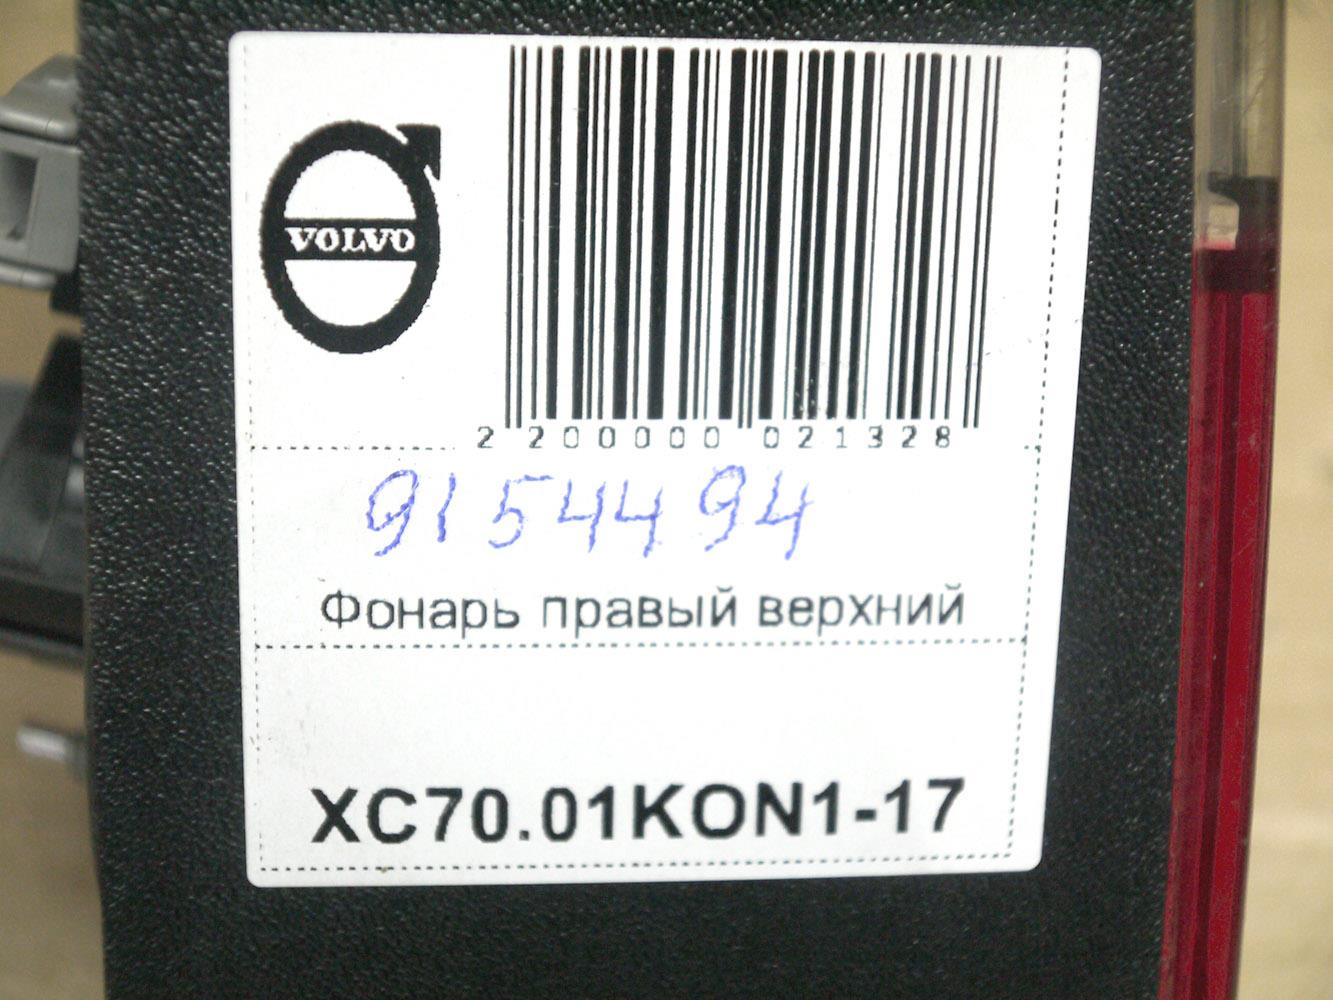 VOLVO
2 200000 021328
9154494
Фонарь правый верхний
XC70.01KON1-17